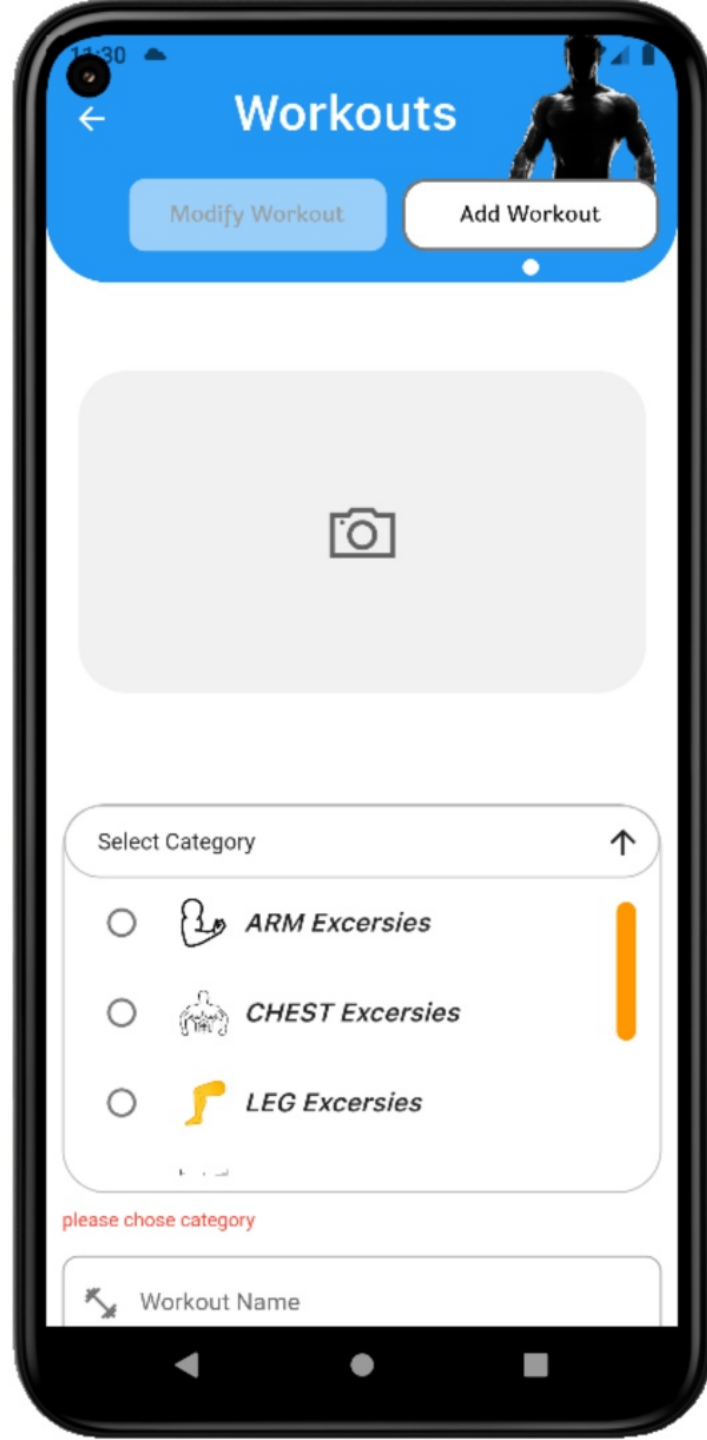 11:30
Workouts
Modify Workout
Add Workout
Select Category
ARM Excersies
CHEST Excersies
LEG Excersies
please chose category
Workout Name